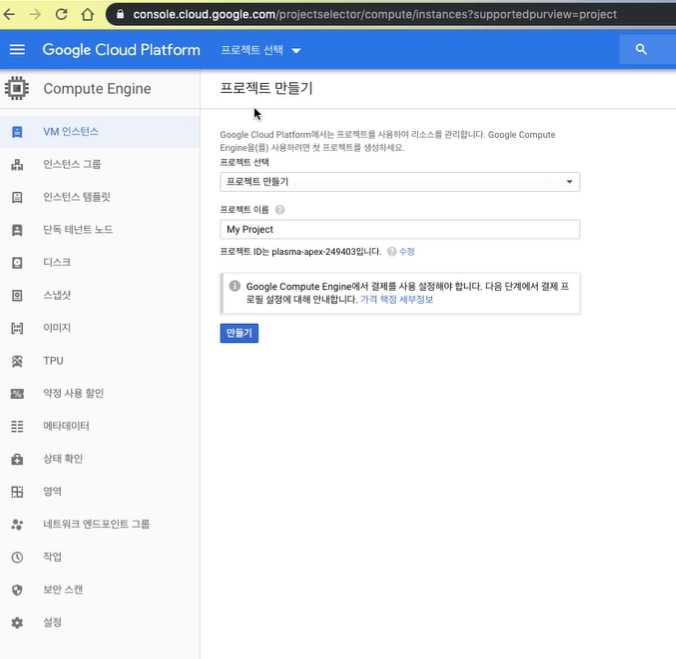 console.cloud.google.com/projectselector/compute/instances?supportedpurview=project
Google Cloud Platform
프로젝트 선택
Compute Engine
프로젝트 만들기
VM 인스턴스
인스턴스 그룹
인스턴스 템플릿
단독 테넌트 노드
디스크
스냅샷
이미지
TPU
약정 사용 할인
메타데이터
상태 확인
영역
네트워크 엔드포인트 그룹
작업
보안 스캔
설정
Google Cloud Platform에서는 프로젝트를 사용하여 리소스를 관리합니다. Google Compute
Engine을(를) 사용하려면 첫 프로젝트를 생성하세요.
프로젝트 선택
프로젝트 만들기
프로젝트 이름
My Project
프로젝트 ID는 plasma-apex-249403입니다. 수정
Google Compute Engine에서 결제를 사용 설정해야 합니다. 다음 단계에서 결제 프
로필 설정에 대해 안내합니다. 가격 책정 세부정보
만들기